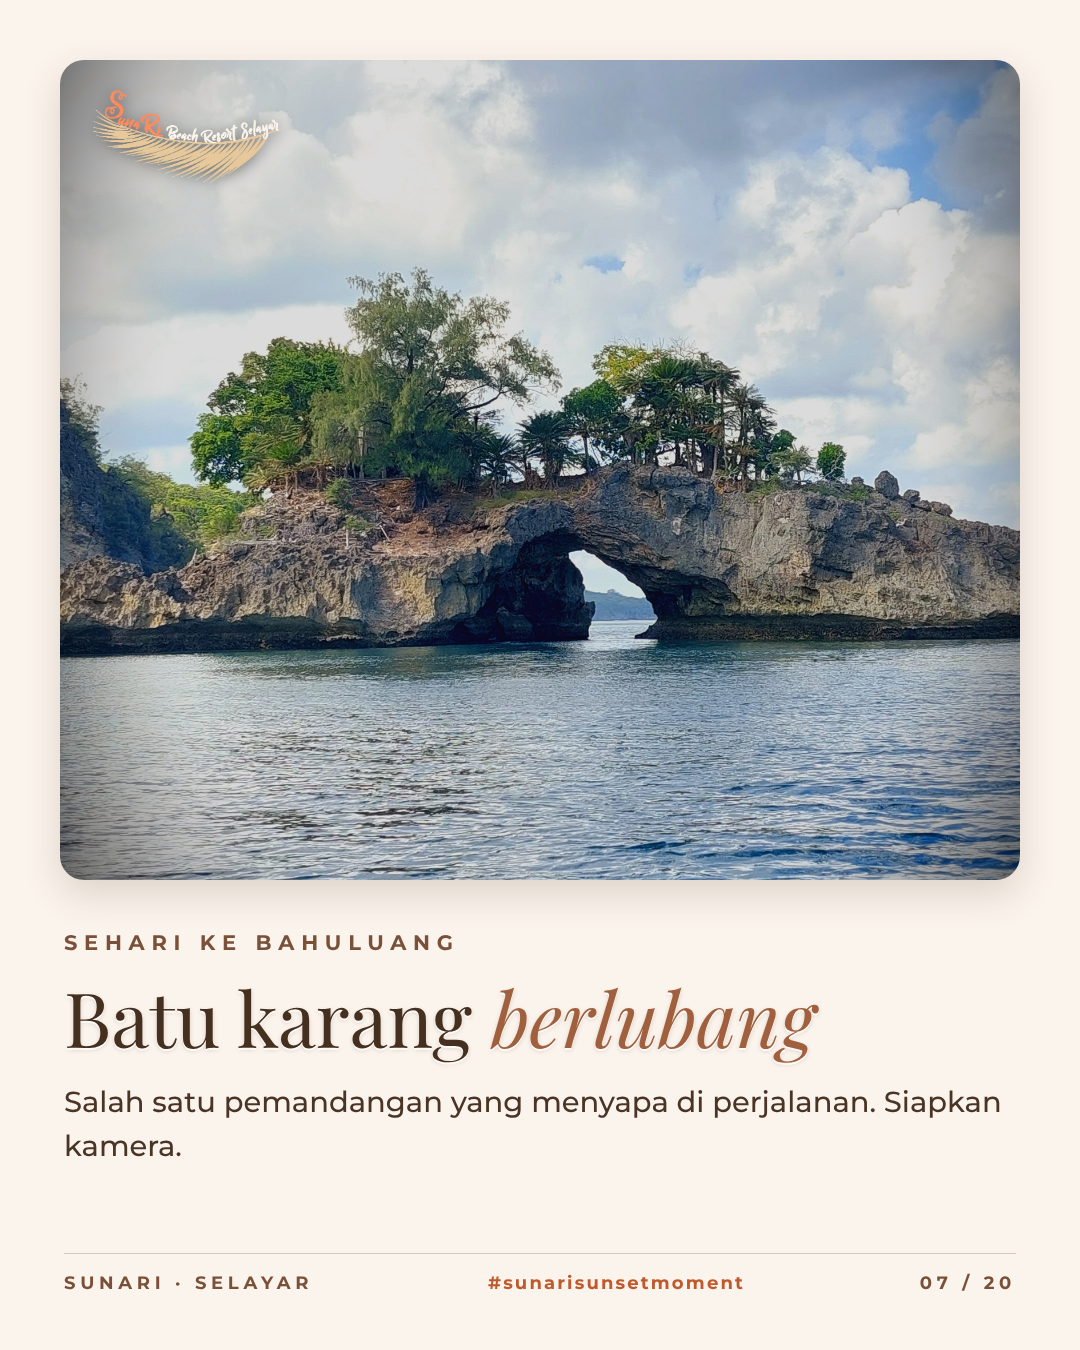 SunaRi Beach Resort Selayar
SEHARI KE BAHULUANG
Batu karang berlubang
Salah satu pemandangan yang menyapa di perjalanan. Siapkan
kamera.
SUNARI · SELAYAR
#sunarisunsetmoment
07 / 20